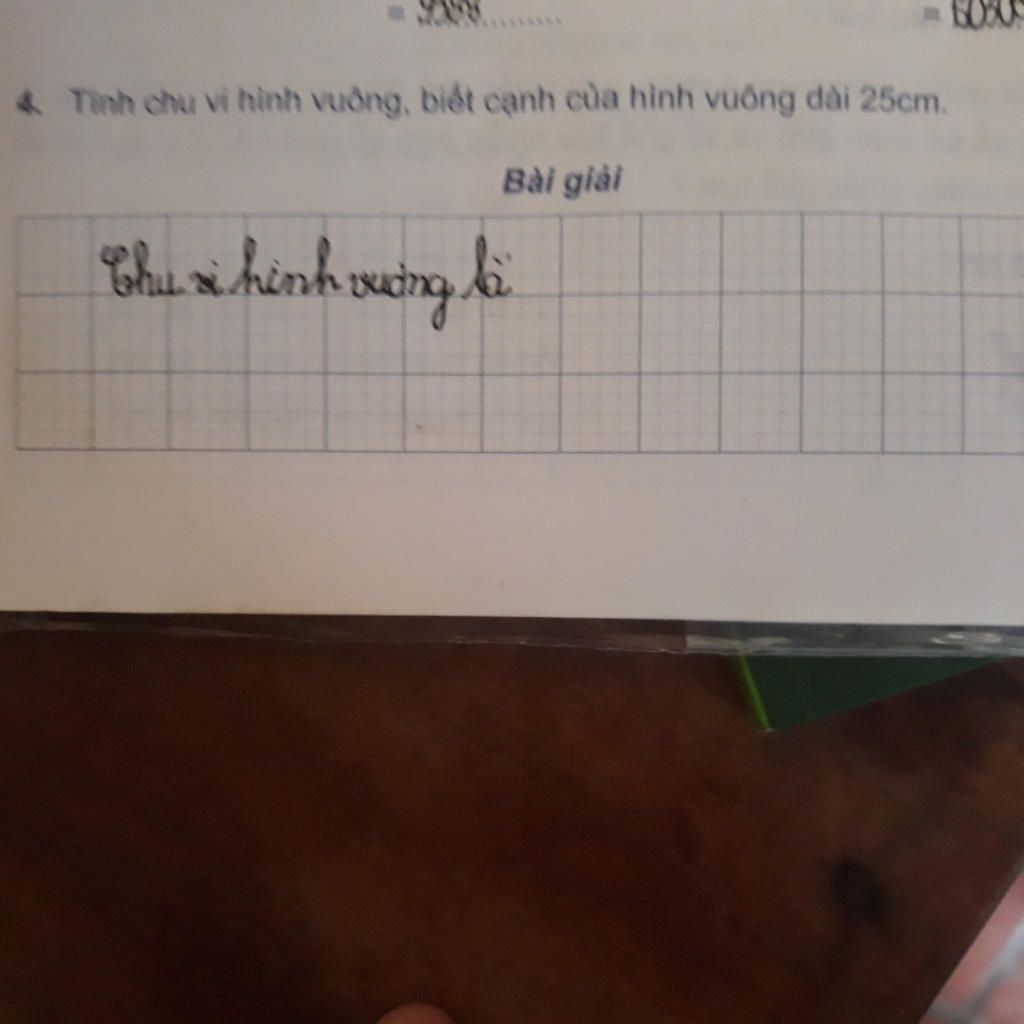 4. Tính chu vi hình vuông, biết cạnh của hình vuông dài 25cm.
Bài giải
Chu vi hình vuông là